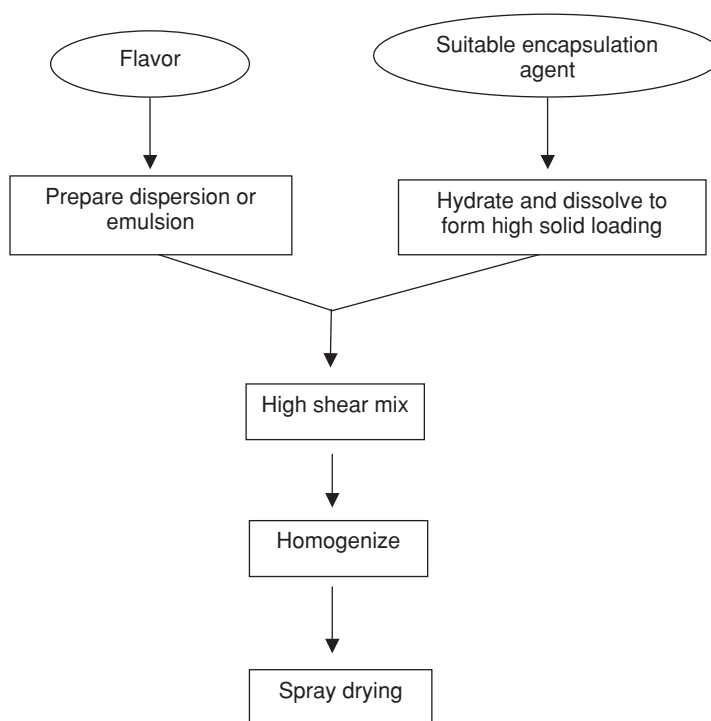 Flavor
Suitable encapsulation
agent
Prepare dispersion or
emulsion
Hydrate and dissolve to
form high solid loading
High shear mix
Homogenize
Spray drying